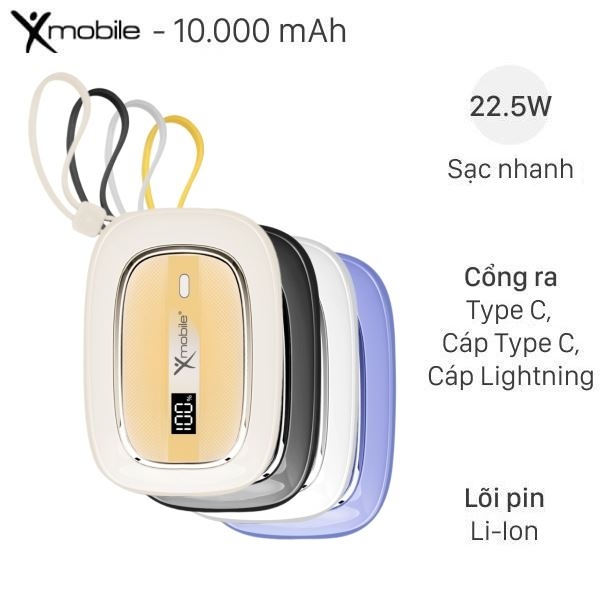 Xmobile - 10.000 mAh
22.5W
Sạc nhanh
Cổng ra
Type C,
Cáp Type C,
Cáp Lightning
Xmobile®
100%
Lõi pin
Li-Ion